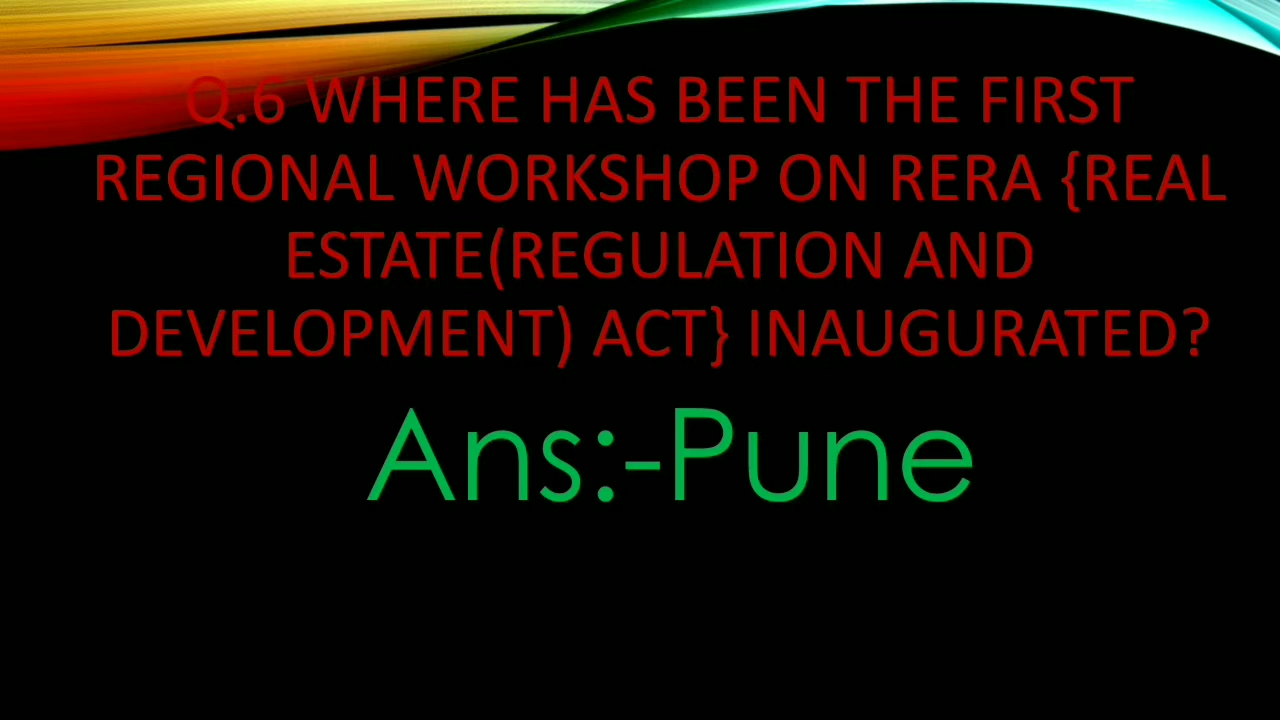 Q.6 WHERE HAS BEEN THE FIRST
REGIONAL WORKSHOP ON RERA {REAL
ESTATE(REGULATION AND
DEVELOPMENT) ACT} INAUGURATED?
Ans:-Pune